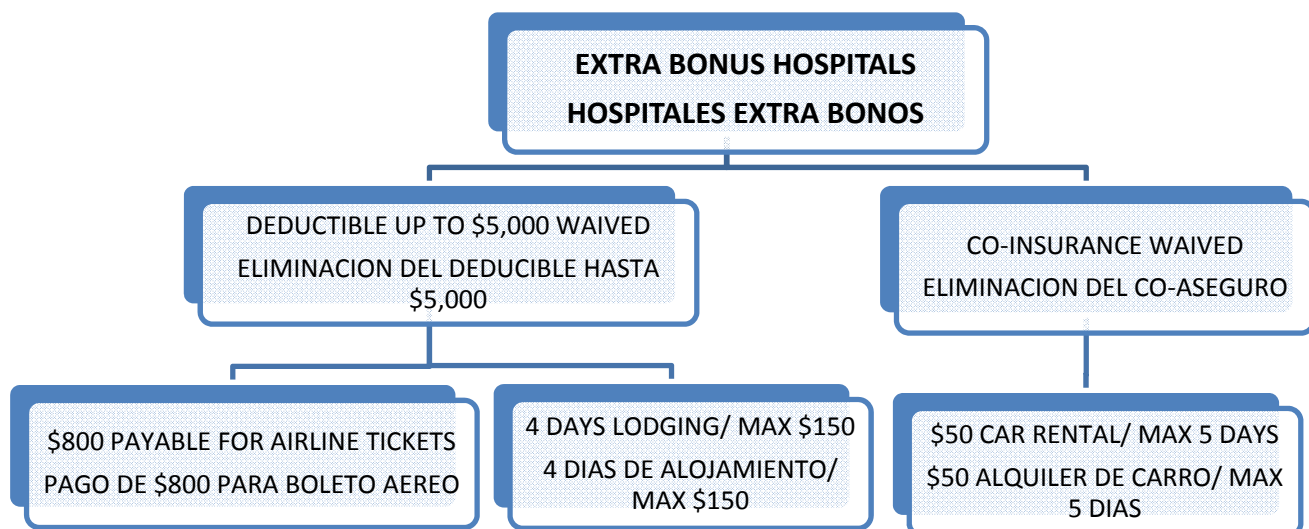 EXTRA BONUS HOSPITALS
HOSPITALES EXTRA BONOS
DEDUCTIBLE UP TO $5,000 WAIVED
ELIMINACION DEL DEDUCIBLE HASTA
$5,000
CO-INSURANCE WAIVED
ELIMINACION DEL CO-ASEGURO
$800 PAYABLE FOR AIRLINE TICKETS
PAGO DE $800 PARA BOLETO AEREO
4 DAYS LODGING/ MAX $150
4 DIAS DE ALOJAMIENTO/
MAX $150
$50 CAR RENTAL/ MAX 5 DAYS
$50 ALQUILER DE CARRO/ MAX
5 DIAS